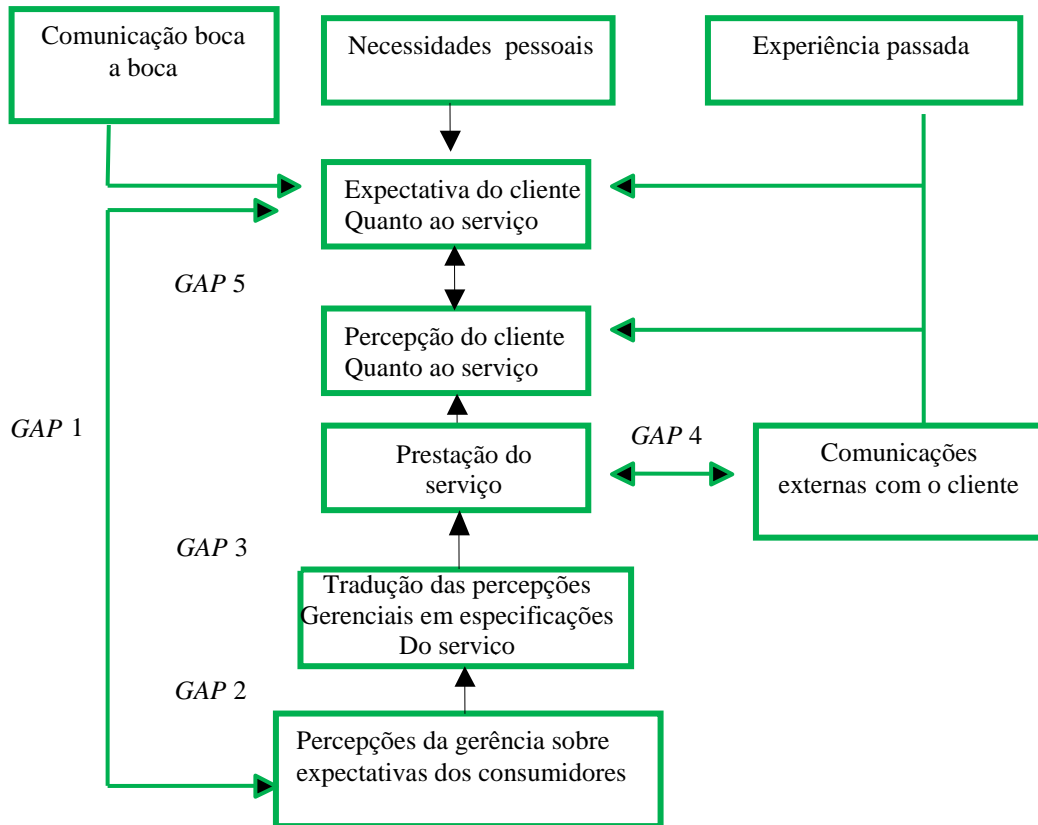 Comunicação boca
a boca
Necessidades pessoais
Experiência passada
Expectativa do cliente
Quanto ao serviço
GAP 5
Percepção do cliente
Quanto ao serviço
GAP 1
Prestação do
serviço
GAP 4
Comunicações
externas com o cliente
GAP 3
Tradução das percepções
Gerenciais em especificações
Do servico
GAP 2
Percepções da gerência sobre
expectativas dos consumidores